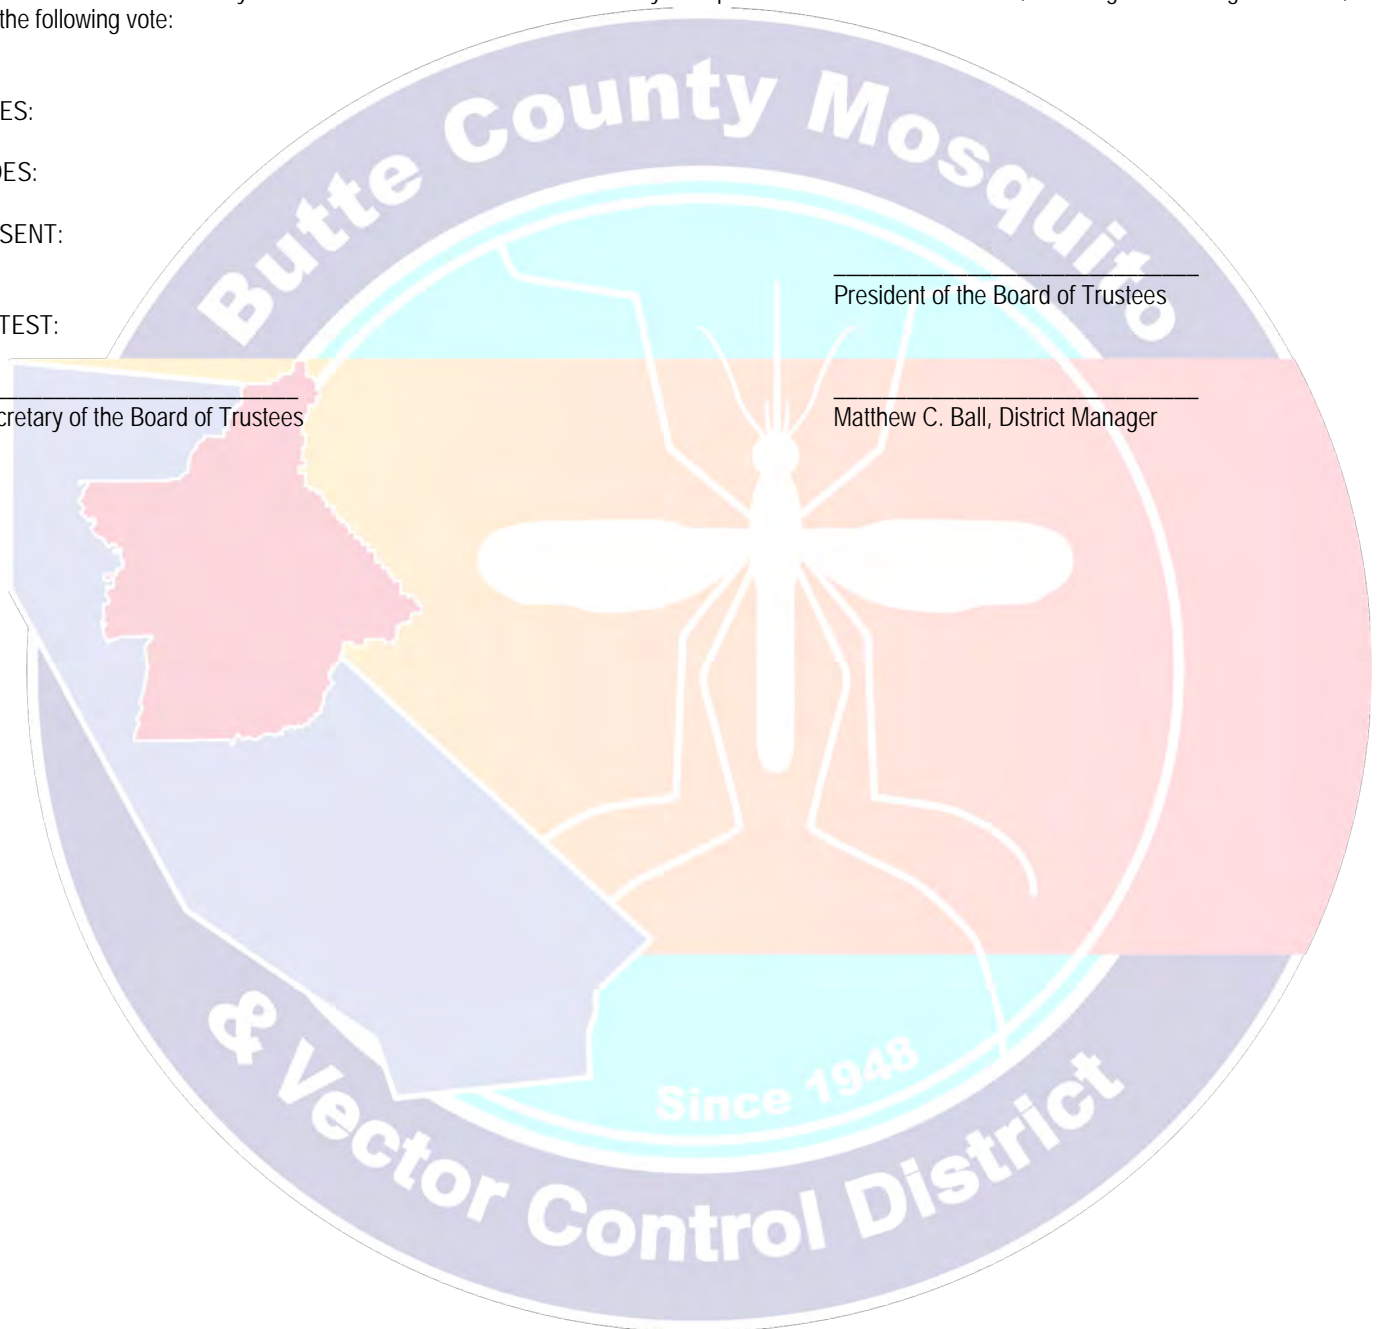 the following vote:
ES:
DES:
SENT:
President of the Board of Trustees
TEST:
cretary of the Board of Trustees
Matthew C. Ball, District Manager
Butte County Mosquito
& Vector Control District
Since 1948